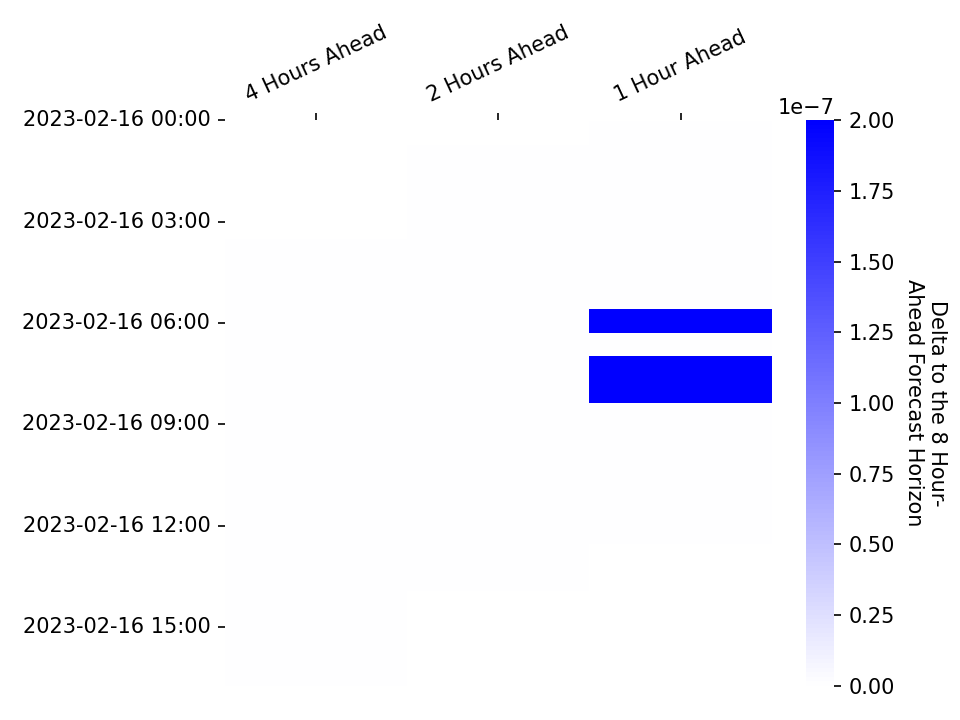 4 Hours Ahead
2 Hours Ahead
1 Hour Ahead
2023-02-16 00:00
2023-02-16 03:00
2023-02-16 06:00
2023-02-16 09:00
2023-02-16 12:00
2023-02-16 15:00
1e−7
2.00
1.75
1.50
1.25
1.00
0.75
0.50
0.25
0.00
Delta to the 8 Hour-
Ahead Forecast Horizon